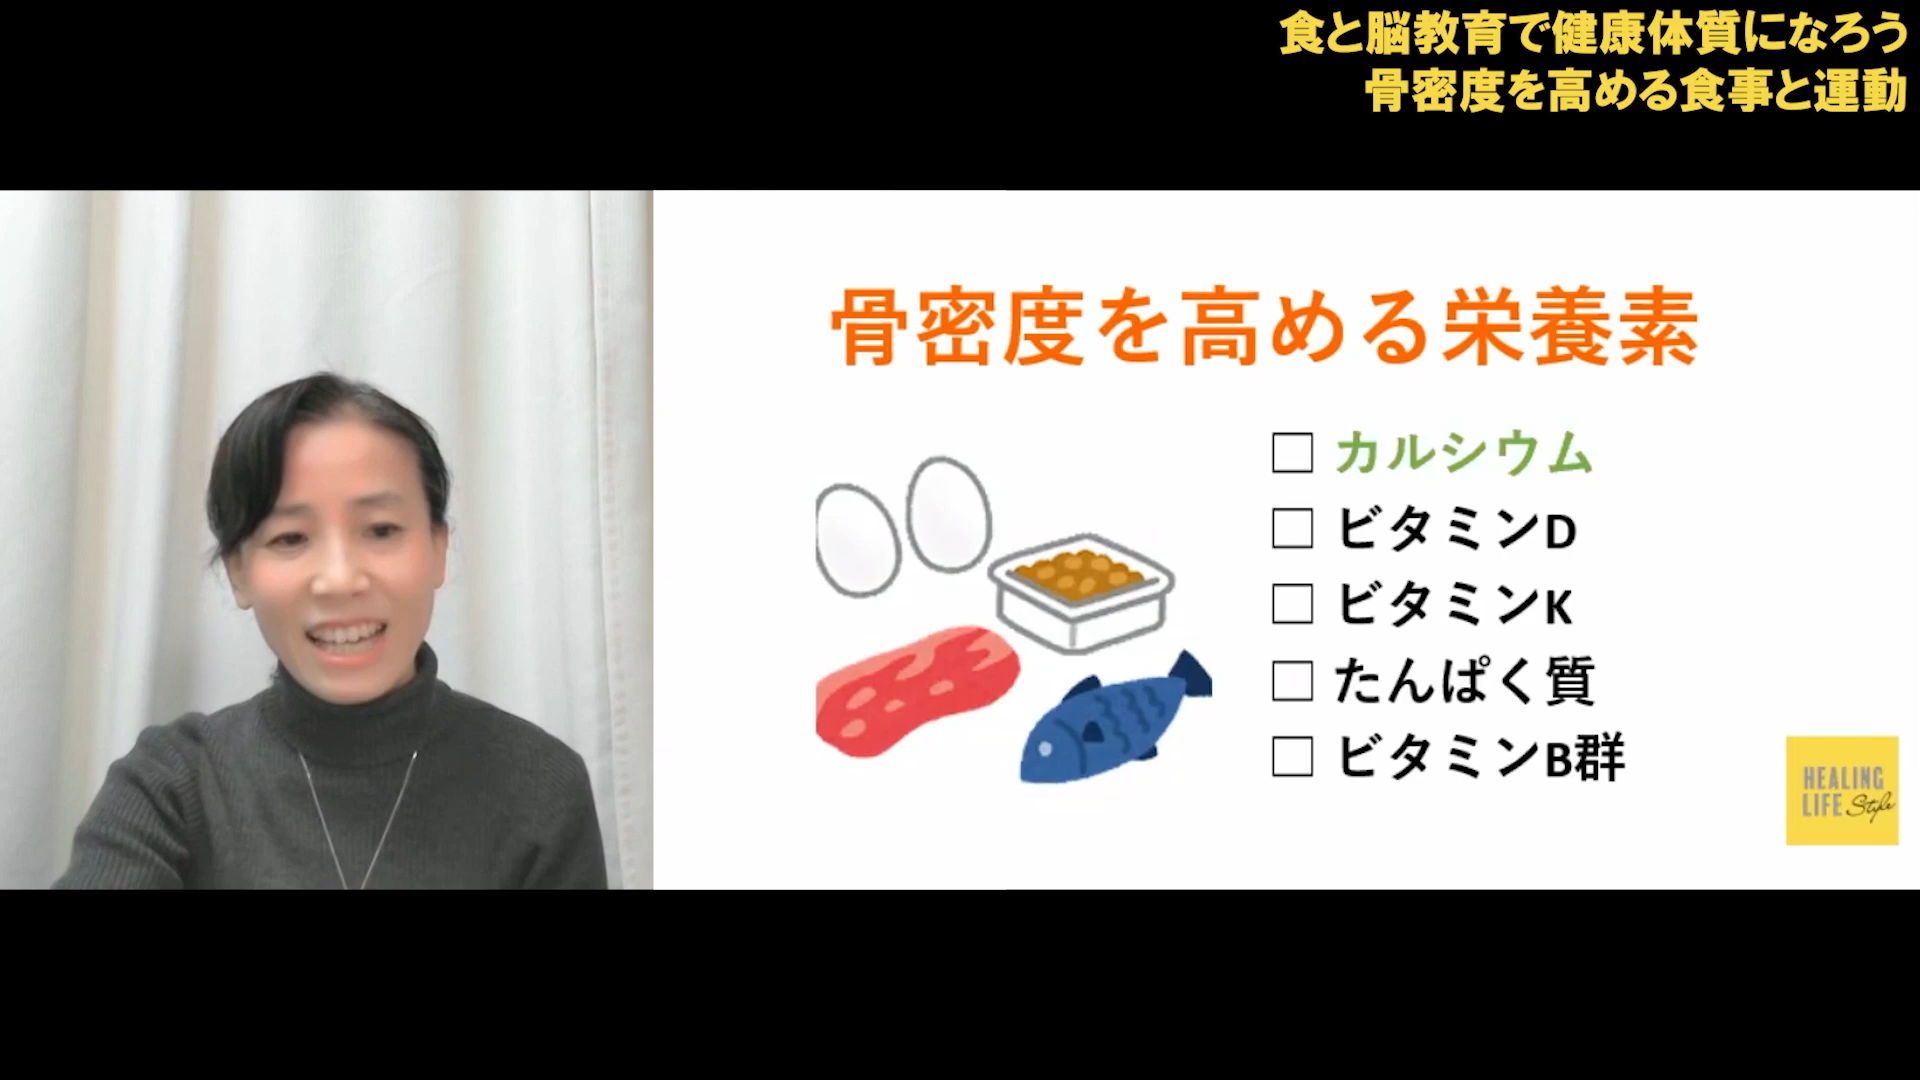 食と脳教育で健康体質になろう
骨密度を高める食事と運動
骨密度を高める栄養素
□ カルシウム
□ ビタミンD
□ ビタミンK
□ たんぱく質
□ ビタミンB群
HEALING
LIFE Style